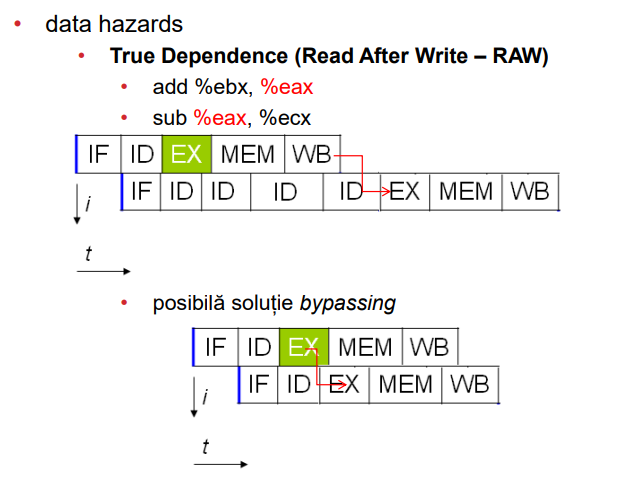 • data hazards
• True Dependence (Read After Write – RAW)
• add %ebx, %eax
• sub %eax, %ecx
IF ID EX MEM WB
IF ID ID ID ID EX MEM WB
i
t
• posibilă soluție bypassing
IF ID EX MEM WB
IF ID EX MEM WB
i
t